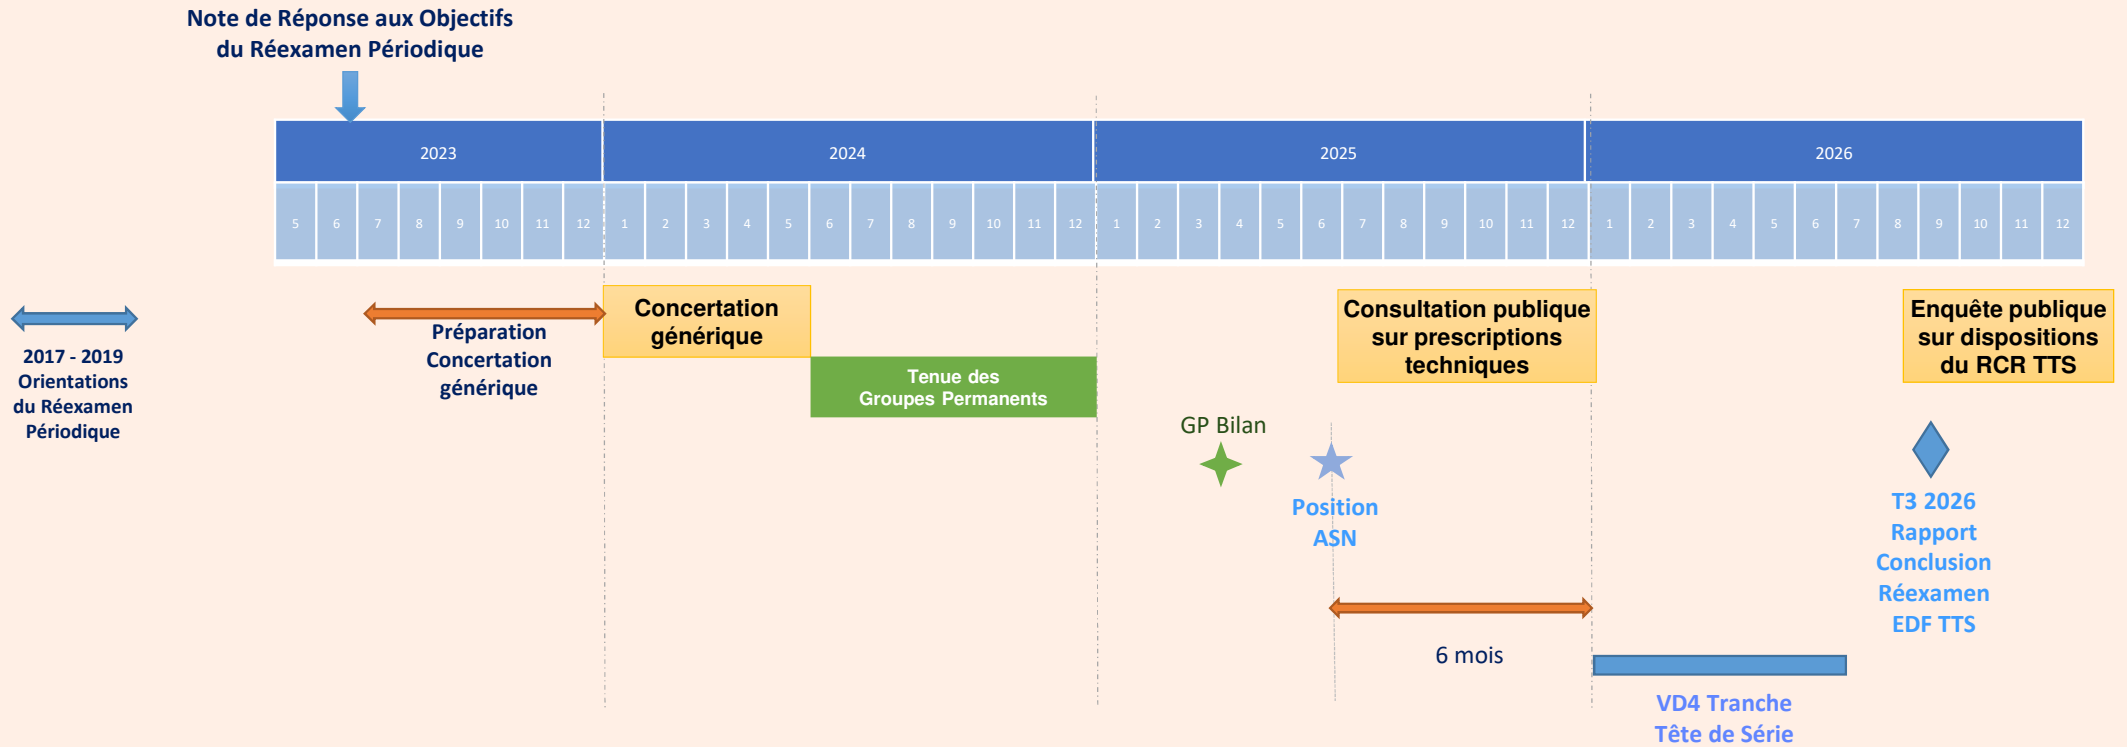 Note de Réponse aux Objectifs
du Réexamen Périodique
2023 2024 2025 2026
5 6 7 8 9 10 11 12 1 2 3 4 5 6 7 8 9 10 11 12 1 2 3 4 5 6 7 8 9 10 11 12 1 2 3 4 5 6 7 8 9 10 11 12
2017 - 2019
Orientations
du Réexamen
Périodique
Préparation
Concertation
générique
Concertation
générique
Tenue des
Groupes Permanents
GP Bilan
Position
ASN
Consultation publique
sur prescriptions
techniques
6 mois
VD4 Tranche
Tête de Série
Enquête publique
sur dispositions
du RCR TTS
T3 2026
Rapport
Conclusion
Réexamen
EDF TTS